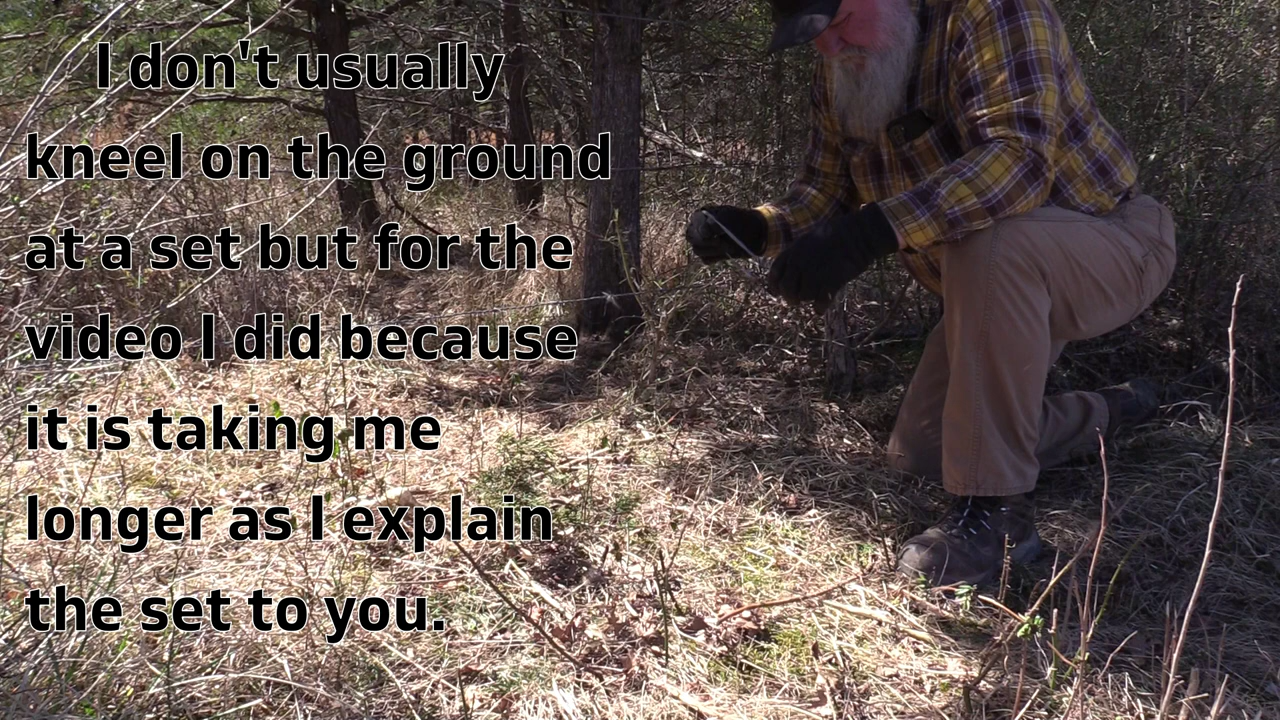 I don't usually
kneel on the ground
at a set but for the
video I did because
it is taking me
longer as I explain
the set to you.